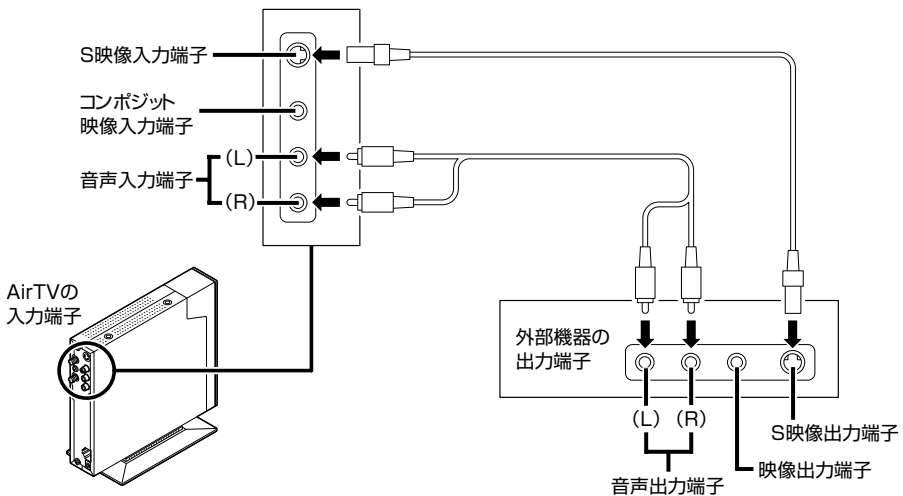 S映像入力端子
コンポジット
映像入力端子
(L)
音声入力端子
(R)
AirTVの
入力端子
外部機器の
出力端子
(L)
(R)
S映像出力端子
映像出力端子
音声出力端子